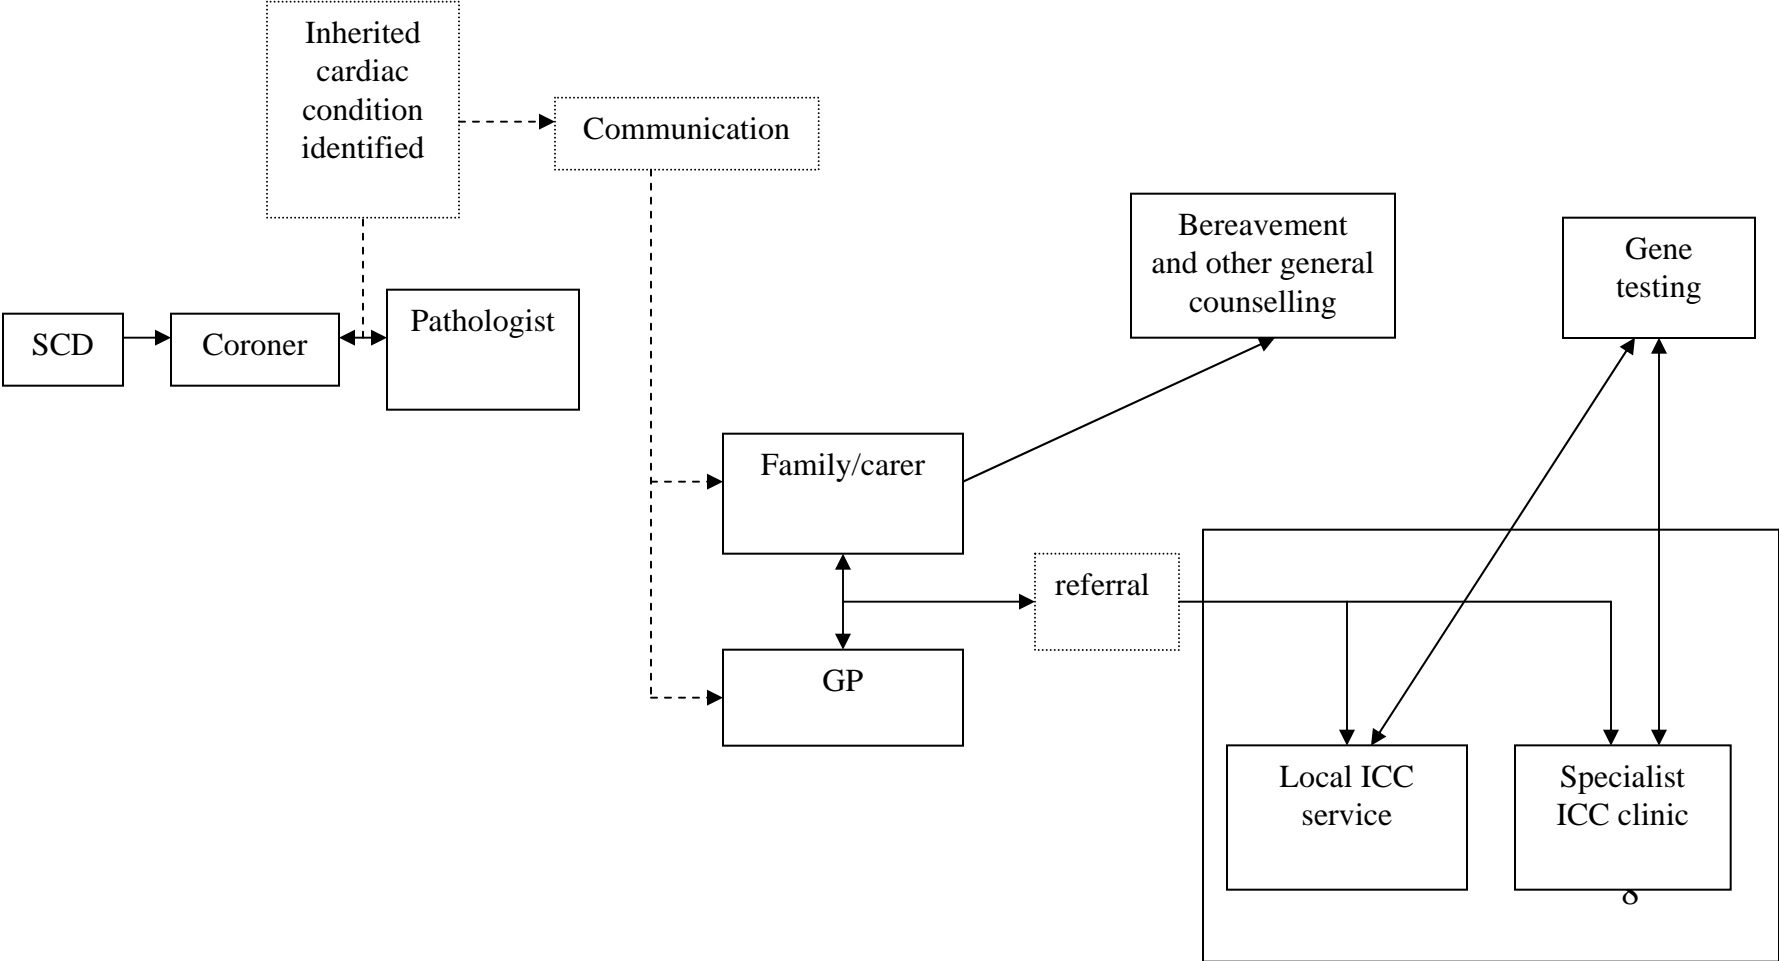 Inherited
cardiac
condition
identified
Communication
Bereavement
and other general
counselling
Gene
testing
SCD
Coroner
Pathologist
Family/carer
referral
GP
Local ICC
service
Specialist
ICC clinic
8